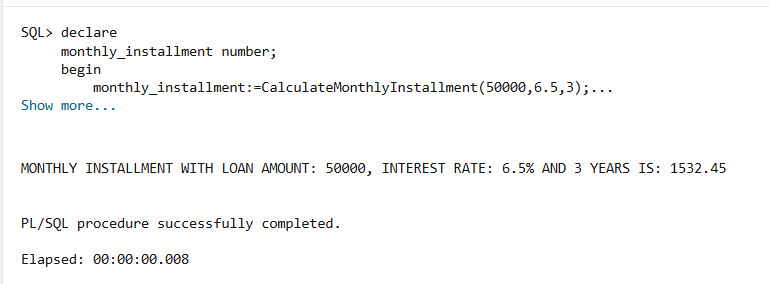 SQL> declare
monthly_installment number;
begin
monthly_installment:=CalculateMonthlyInstallment(50000,6.5,3);...
Show more...
MONTHLY INSTALLMENT WITH LOAN AMOUNT: 50000, INTEREST RATE: 6.5% AND 3 YEARS IS: 1532.45
PL/SQL procedure successfully completed.
Elapsed: 00:00:00.008